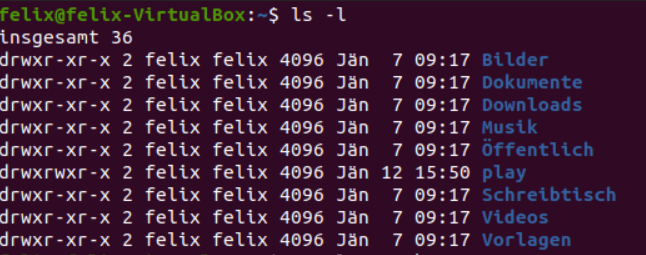 felix@felix-VirtualBox:~$ ls -l
insgesamt 36
drwxr-xr-x 2 felix felix 4096 Jän  7 09:17 Bilder
drwxr-xr-x 2 felix felix 4096 Jän  7 09:17 Dokumente
drwxr-xr-x 2 felix felix 4096 Jän  7 09:17 Downloads
drwxr-xr-x 2 felix felix 4096 Jän  7 09:17 Musik
drwxr-xr-x 2 felix felix 4096 Jän  7 09:17 Öffentlich
drwxrwxr-x 2 felix felix 4096 Jän 12 15:50 play
drwxr-xr-x 2 felix felix 4096 Jän  7 09:17 Schreibtisch
drwxr-xr-x 2 felix felix 4096 Jän  7 09:17 Videos
drwxr-xr-x 2 felix felix 4096 Jän  7 09:17 Vorlagen